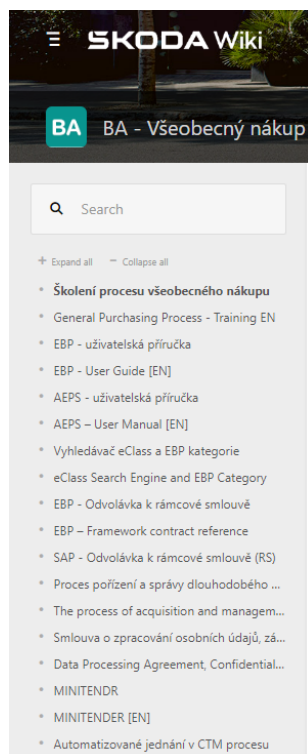 ŠKODA Wiki
BA BA - Všeobecný nákup
Search
+ Expand all − Collapse all
Školení procesu všeobecného nákupu
General Purchasing Process - Training EN
EBP - uživatelská příručka
EBP - User Guide [EN]
AEPS - uživatelská příručka
AEPS – User Manual [EN]
Vyhledávač eClass a EBP kategorie
eClass Search Engine and EBP Category
EBP - Odvolávka k rámcové smlouvě
EBP – Framework contract reference
SAP - Odvolávka k rámcové smlouvě (RS)
Proces pořízení a správy dlouhodobého ...
The process of acquisition and managem...
Smlouva o zpracování osobních údajů, zá...
Data Processing Agreement, Confidential...
MINITENDR
MINITENDER [EN]
Automatizované jednání v CTM procesu